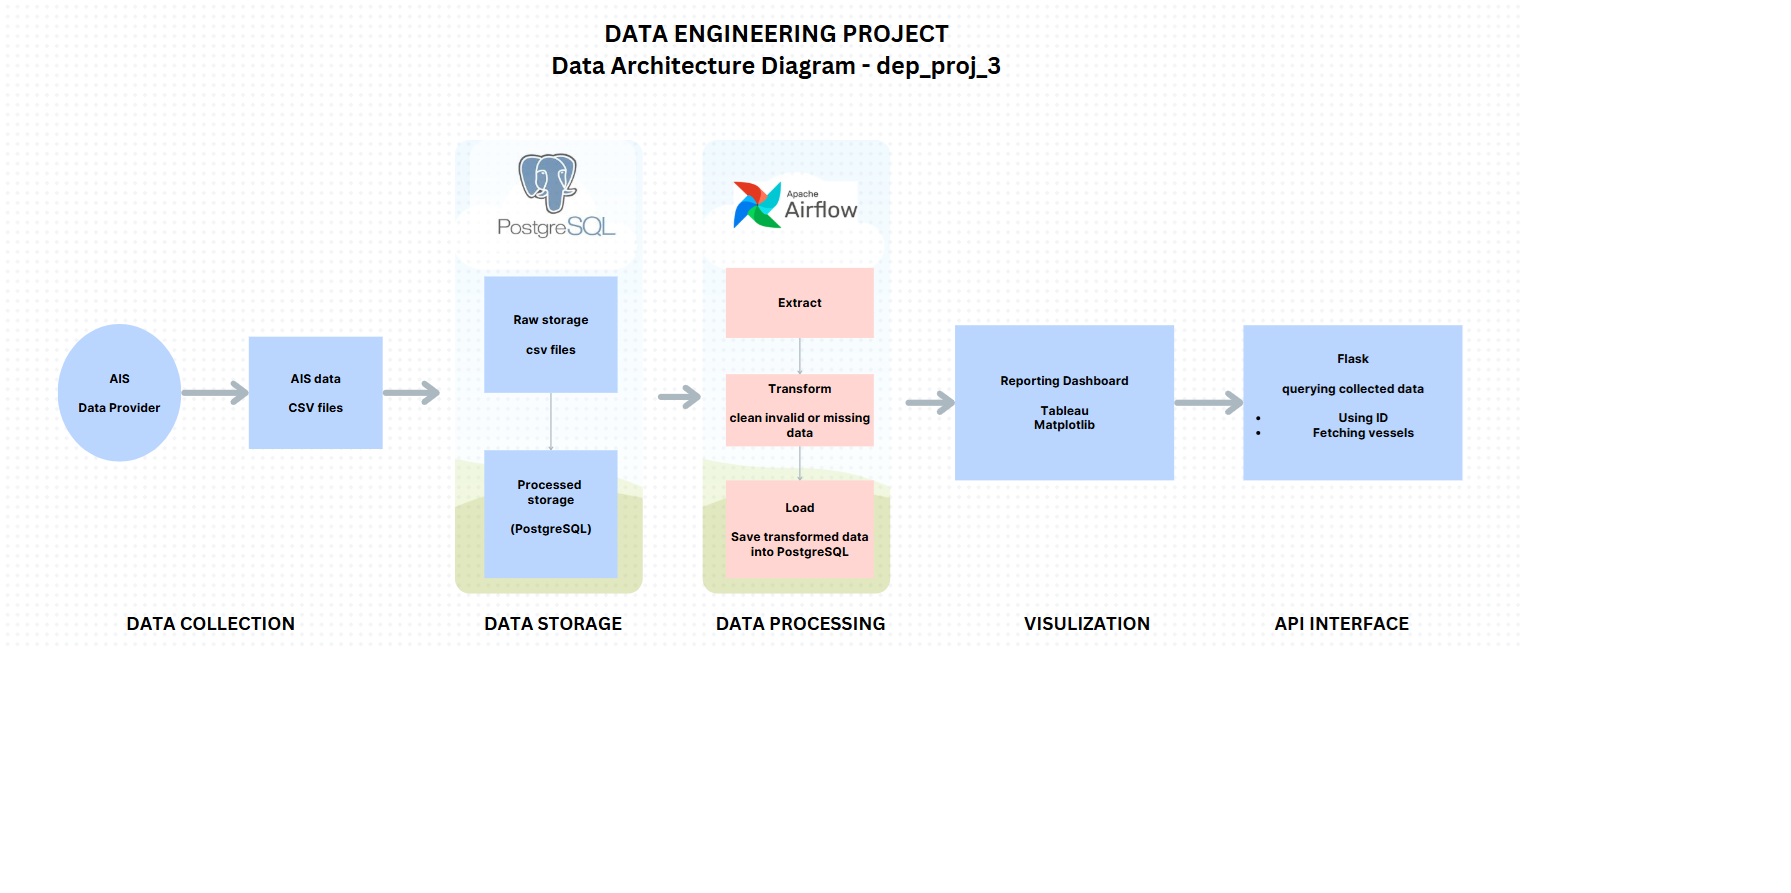 DATA ENGINEERING PROJECT
Data Architecture Diagram - dep_proj_3
AIS
Data Provider
AIS data
CSV files
PostgreSQL
Raw storage
csv files
Processed
storage
(PostgreSQL)
Apache
Airflow
Extract
Transform
clean invalid or missing
data
Load
Save transformed data
into PostgreSQL
Reporting Dashboard
Tableau
Matplotlib
Flask
querying collected data
• Using ID
• Fetching vessels
DATA COLLECTION
DATA STORAGE
DATA PROCESSING
VISULIZATION
API INTERFACE